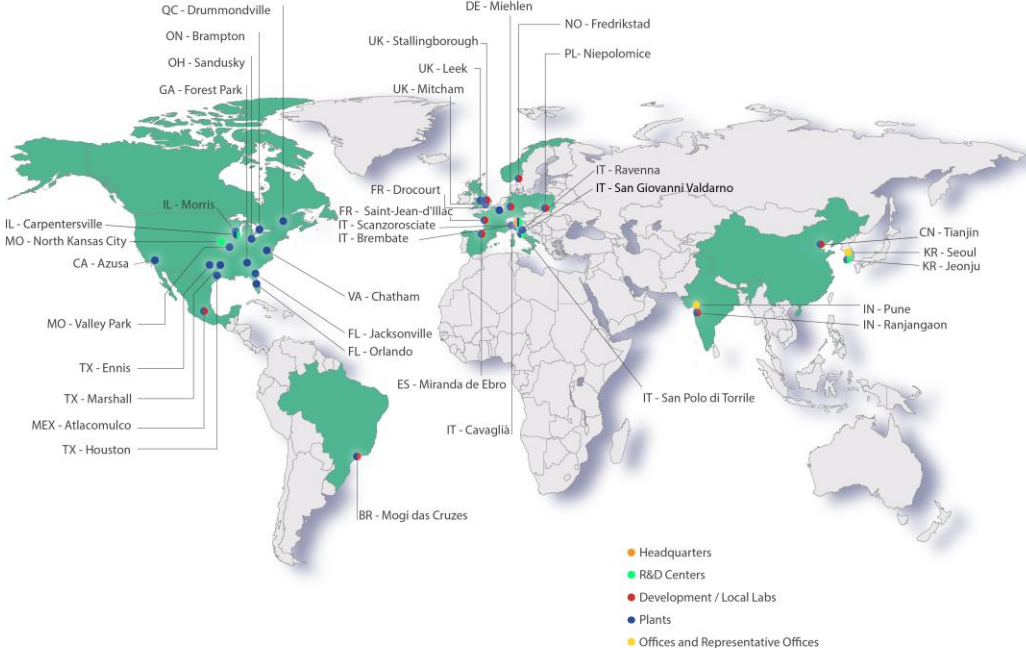 QC - Drummondville
ON - Brampton
OH - Sandusky
GA - Forest Park
DE - Miehlen
NO - Fredrikstad
UK - Stallingborough
PL- Niepolomice
UK - Leek
UK - Mitcham
IT - Ravenna
IT - San Giovanni Valdarno
FR - Drocourt
FR - Saint-Jean-d'Illac
IT - Scanzorosciate
IT - Brembate
IL - Morris
IL - Carpentersville
MO - North Kansas City
CA - Azusa
CN - Tianjin
KR - Seoul
KR - Jeonju
VA - Chatham
IN - Pune
IN - Ranjangaon
MO - Valley Park
FL - Jacksonville
FL - Orlando
TX - Ennis
TX - Marshall
MEX - Atlacomulco
TX - Houston
ES - Miranda de Ebro
IT - San Polo di Torrile
IT - Cavaglià
BR - Mogi das Cruzes
Headquarters
R&D Centers
Development / Local Labs
Plants
Offices and Representative Offices